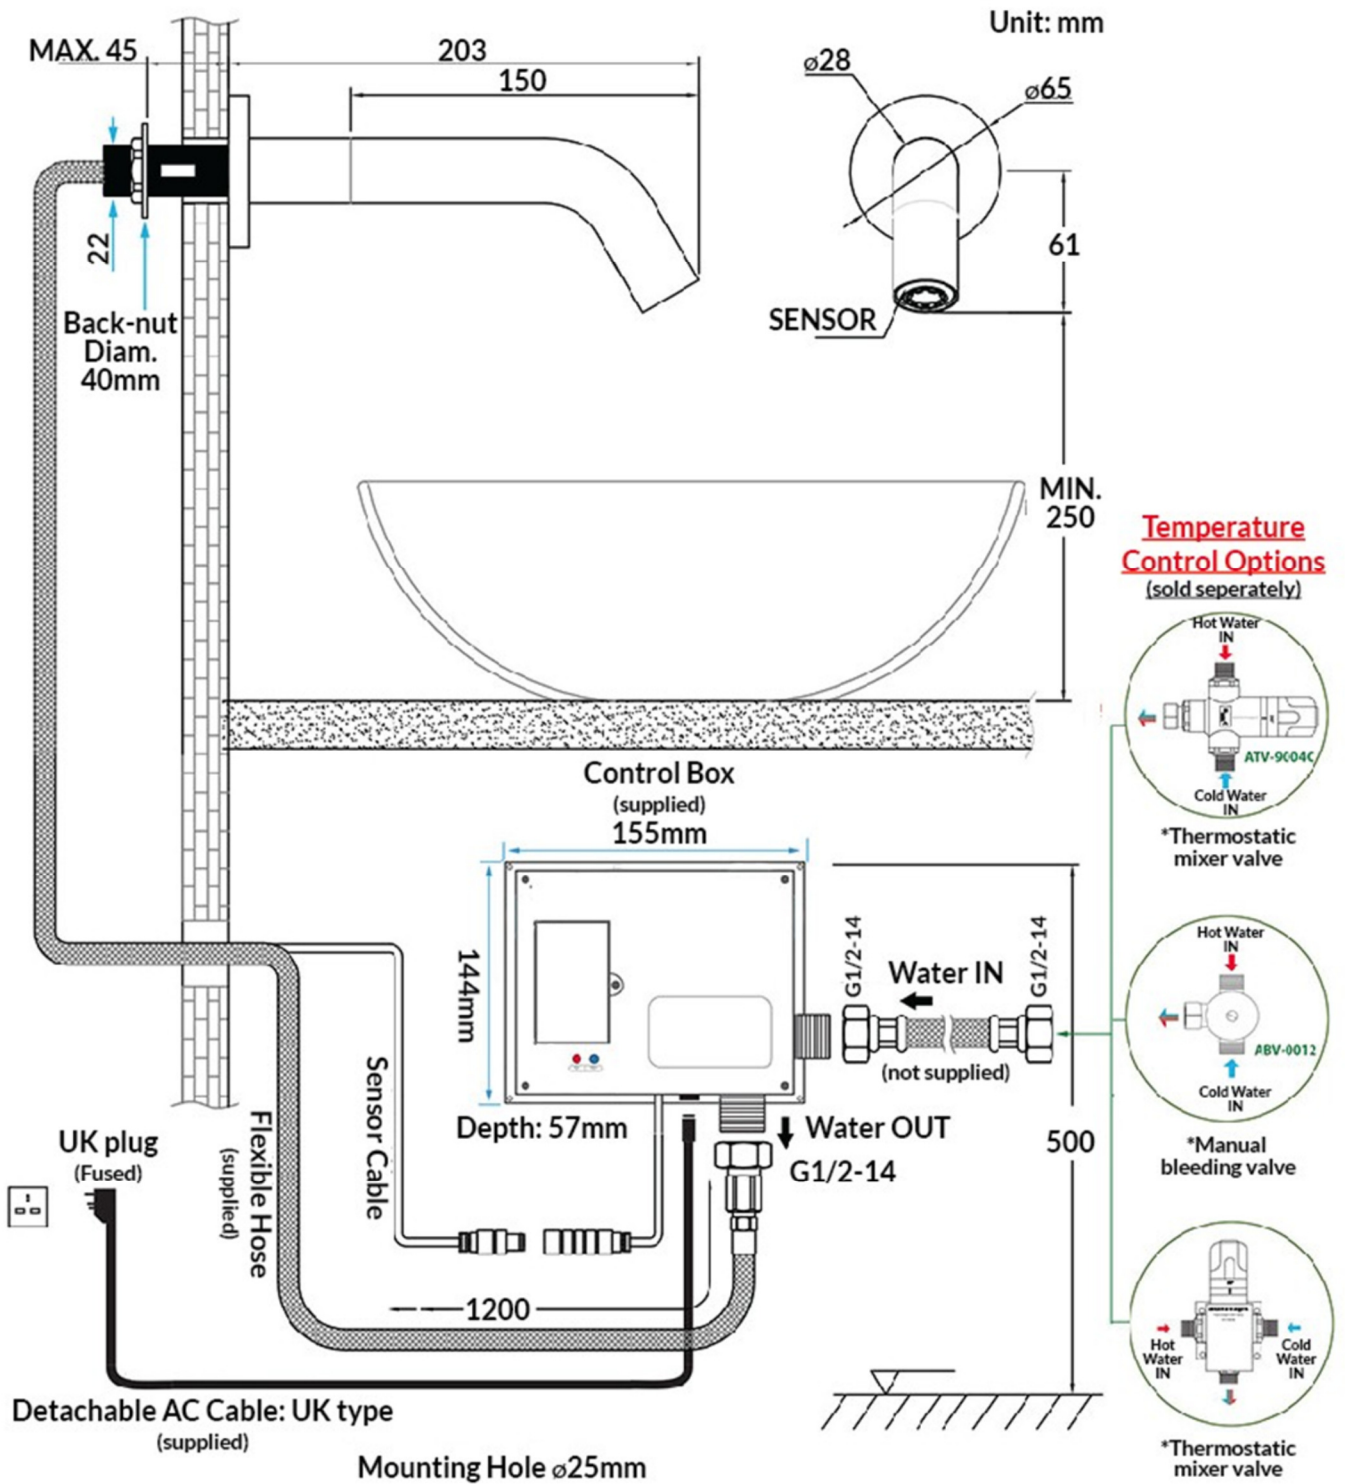 Unit: mm
MAX. 45
203
150
ø28
ø65
22
61
Back-nut
Diam.
40mm
SENSOR
MIN.
250
Temperature
Control Options
(sold seperately)
Hot Water
IN
ATV-9004C
Cold Water
IN
*Thermostatic
mixer valve
Control Box
(supplied)
155mm
144mm
G1/2-14
Water IN
G1/2-14
(not supplied)
Hot Water
IN
ABV-0012
Cold Water
IN
*Manual
bleeding valve
Depth: 57mm
Water OUT
G1/2-14
500
Sensor Cable
Flexible Hose
(supplied)
UK plug
(Fused)
1200
Hot
Water
IN
Cold
Water
IN
*Thermostatic
mixer valve
Detachable AC Cable: UK type
(supplied)
Mounting Hole ø25mm